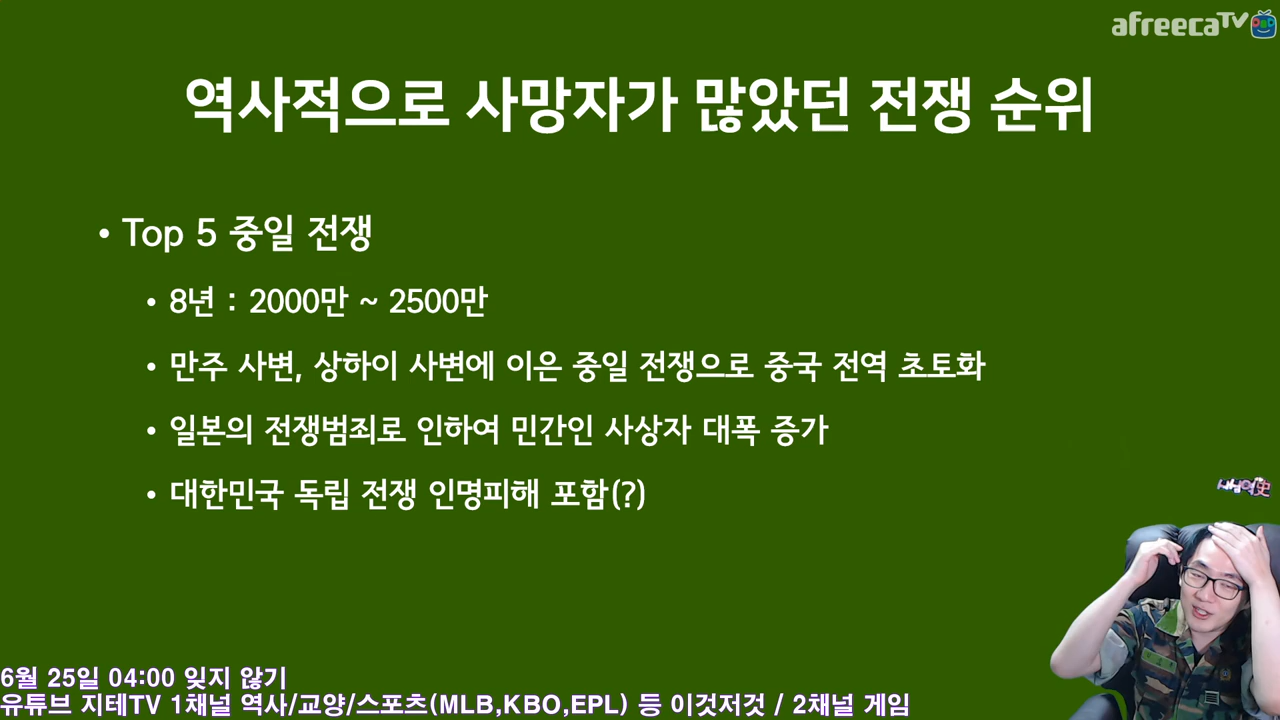 afreecaTV
역사적으로 사망자가 많았던 전쟁 순위
• Top 5 중일 전쟁
• 8년 : 2000만 ~ 2500만
• 만주 사변, 상하이 사변에 이은 중일 전쟁으로 중국 전역 초토화
• 일본의 전쟁범죄로 인하여 민간인 사상자 대폭 증가
• 대한민국 독립 전쟁 인명피해 포함(?)
6월 25일 04:00 잊지 않기
유튜브 지테TV 1채널 역사/교양/스포츠(MLB,KBO,EPL) 등 이것저것 / 2채널 게임